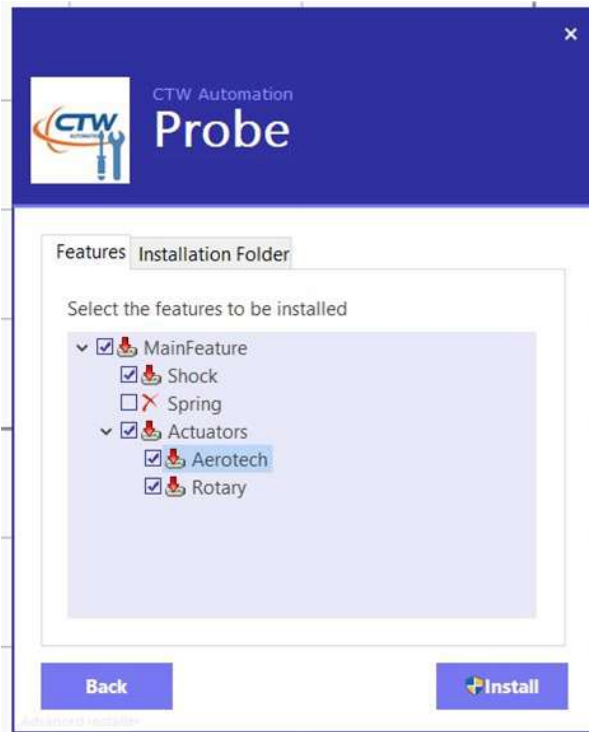 CTW Automation
Probe
CTW
AUTOMATION
Features
Installation Folder
Select the features to be installed
MainFeature
Shock
Spring
Actuators
Aerotech
Rotary
Back
Install
Advanced Installer